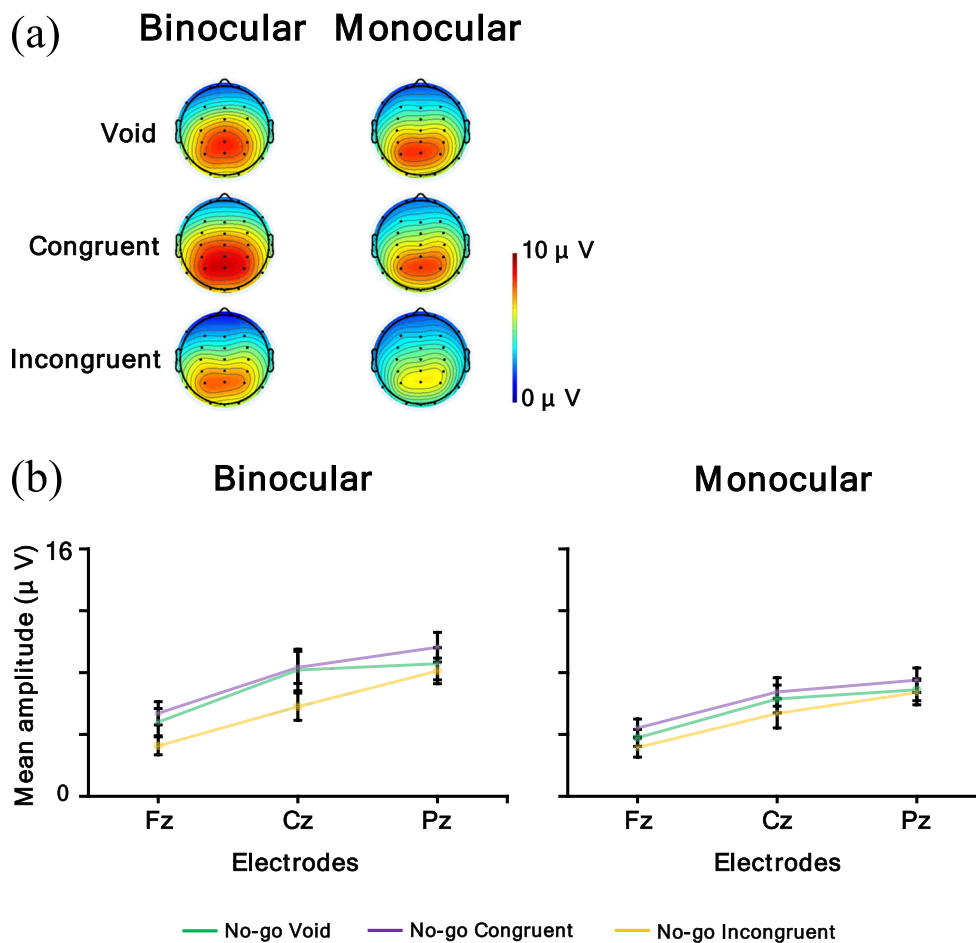 (a)
Binocular Monocular
Void
Congruent
Incongruent
10 μ V
0 μ V
(b)
Binocular
Monocular
Mean amplitude (μ V)
16
0
Fz Cz Pz
Electrodes
Fz Cz Pz
Electrodes
No-go Void No-go Congruent No-go Incongruent